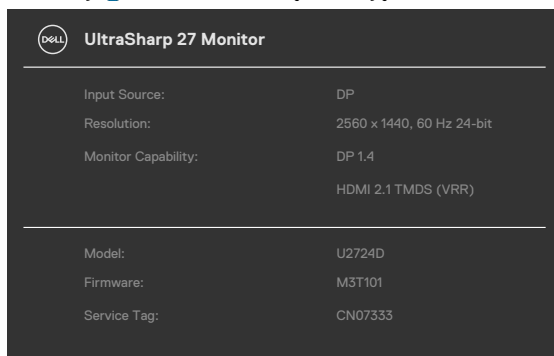 DELL UltraSharp 27 Monitor
Input Source: DP
Resolution: 2560 x 1440, 60 Hz 24-bit
Monitor Capability: DP 1.4
HDMI 2.1 TMDS (VRR)
Model: U2724D
Firmware: M3T101
Service Tag: CN07333